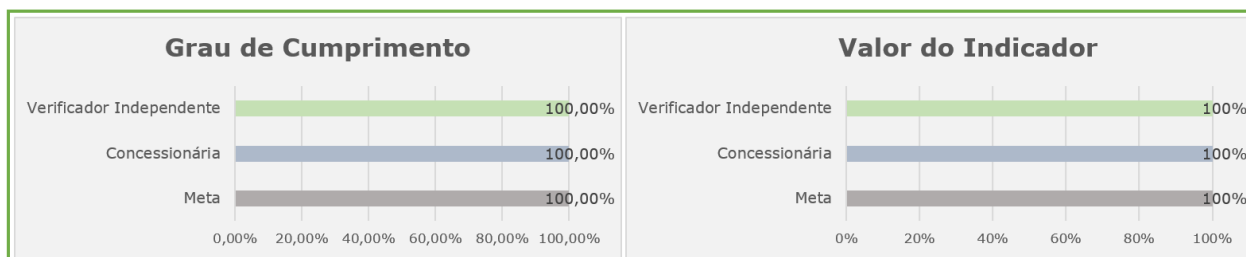 Grau de Cumprimento
Verificador Independente 100,00%
Concessionária 100,00%
Meta 100,00%
0,00% 20,00% 40,00% 60,00% 80,00% 100,00%
Valor do Indicador
Verificador Independente 100%
Concessionária 100%
Meta 100%
0% 20% 40% 60% 80% 100%